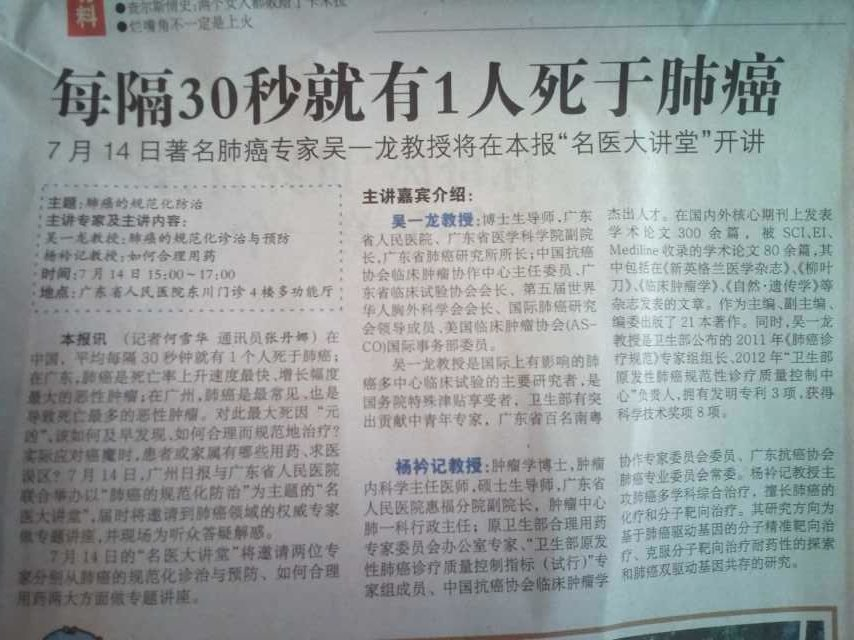 料
●查尔斯情史:两个女人都败给了卡米拉
●烂嘴角不一定是上火
每隔30秒就有1人死于肺癌
7月14日著名肺癌专家吴一龙教授将在本报“名医大讲堂”开讲
主题:肺癌的规范化防治
主讲专家及主讲内容:
吴一龙教授:肺癌的规范化诊治与预防
杨衿记教授:如何合理用药
时间:7月14日15:00~17:00
地点:广东省人民医院东川门诊4楼多功能厅
本报讯 (记者何雪华 通讯员张丹娜)在
中国,平均每隔30秒钟就有1个人死于肺癌;
在广东,肺癌是死亡率上升速度最快、增长幅度
最大的恶性肿瘤;在广州,肺癌是最常见、也是
导致死亡最多的恶性肿瘤。对此最大死因“元
凶”,该如何及早发现、如何合理而规范地治疗?
实际应对癌魔时,患者或家属有哪些用药、求医
误区?7月14日,广州日报与广东省人民医院
联合举办以“肺癌的规范化防治”为主题的“名
医大讲堂”,届时将邀请到肺癌领域的权威专家
做专题讲座,并现场为听众答疑解惑。
7月14日的“名医大讲堂”将邀请两位专
家分别从肺癌的规范化诊治与预防、如何合理
用药两大方面做专题讲座。
主讲嘉宾介绍:
吴一龙教授:博士生导师,广东
省人民医院、广东省医学科学院副院
长,广东省肺癌研究所所长;中国抗癌
协会临床肿瘤协作中心主任委员、广
东省临床试验协会会长、第五届世界
华人胸外科学会会长、国际肺癌研究
会领导成员、美国临床肿瘤协会(AS-
CO)国际事务部委员。
吴一龙教授是国际上有影响的肺
癌多中心临床试验的主要研究者,是
国务院特殊津贴享受者,卫生部有突
出贡献中青年专家,广东省百名南粤
杰出人才。在国内外核心期刊上发表
学术论文300余篇,被SCI、EI、
Mediline收录的学术论文80余篇,其
中包括在《新英格兰医学杂志》、《柳叶
刀》、《临床肿瘤学》、《自然·遗传学》等
杂志发表的文章。作为主编、副主编、
编委出版了21本著作。同时,吴一龙
教授是卫生部公布的2011年《肺癌诊
疗规范》专家组组长、2012年“卫生部
原发性肺癌规范性诊疗质量控制中
心”负责人,拥有发明专利3项,获得
科学技术奖项8项。
杨衿记教授:肿瘤学博士,肿瘤
内科学主任医师,硕士生导师,广东省
人民医院惠福分院副院长,肿瘤中心
肺一科行政主任;原卫生部合理用药
专家委员会办公室专家、“卫生部原发
性肺癌诊疗质量控制指标(试行)”专
家组成员、中国抗癌协会临床肿瘤学
协作专家委员会委员、广东抗癌协会
肺癌专业委员会常委。杨衿记教授主
攻肺癌多学科综合治疗,擅长肺癌的
化疗和分子靶向治疗。其研究方向为
基于肺癌驱动基因的分子精准靶向治
疗、克服分子靶向治疗耐药性的探索
和肺癌双驱动基因共存的研究。